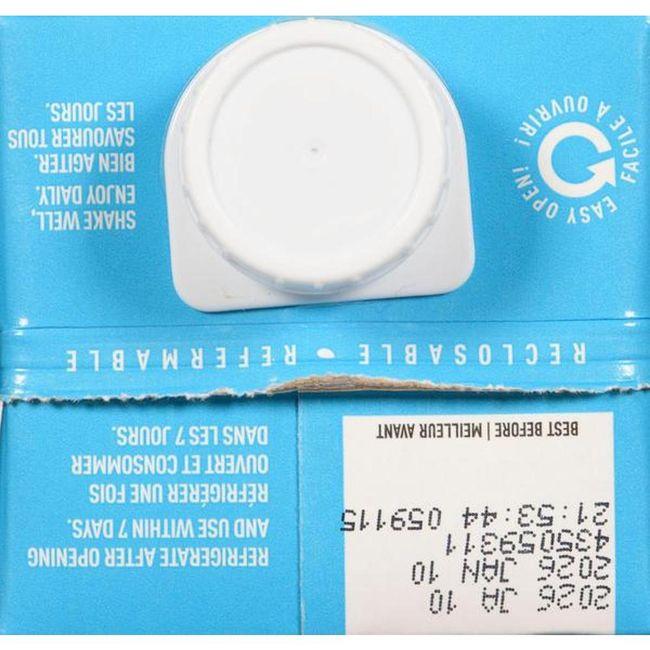 2026 JA 10
2026 JAN 10
435059311
21:53:44 059115
BEST BEFORE | MEILLEUR AVANT
REFRIGERATE AFTER OPENING
AND USE WITHIN 7 DAYS.
RÉFRIGÉRER UNE FOIS
OUVERT ET CONSOMMER
DANS LES 7 JOURS.
RECLOSABLE • REFERMABLE
EASY OPEN!
FACILE À OUVRIR!
SHAKE WELL,
ENJOY DAILY.
BIEN AGITER.
SAVOURER TOUS
LES JOURS.